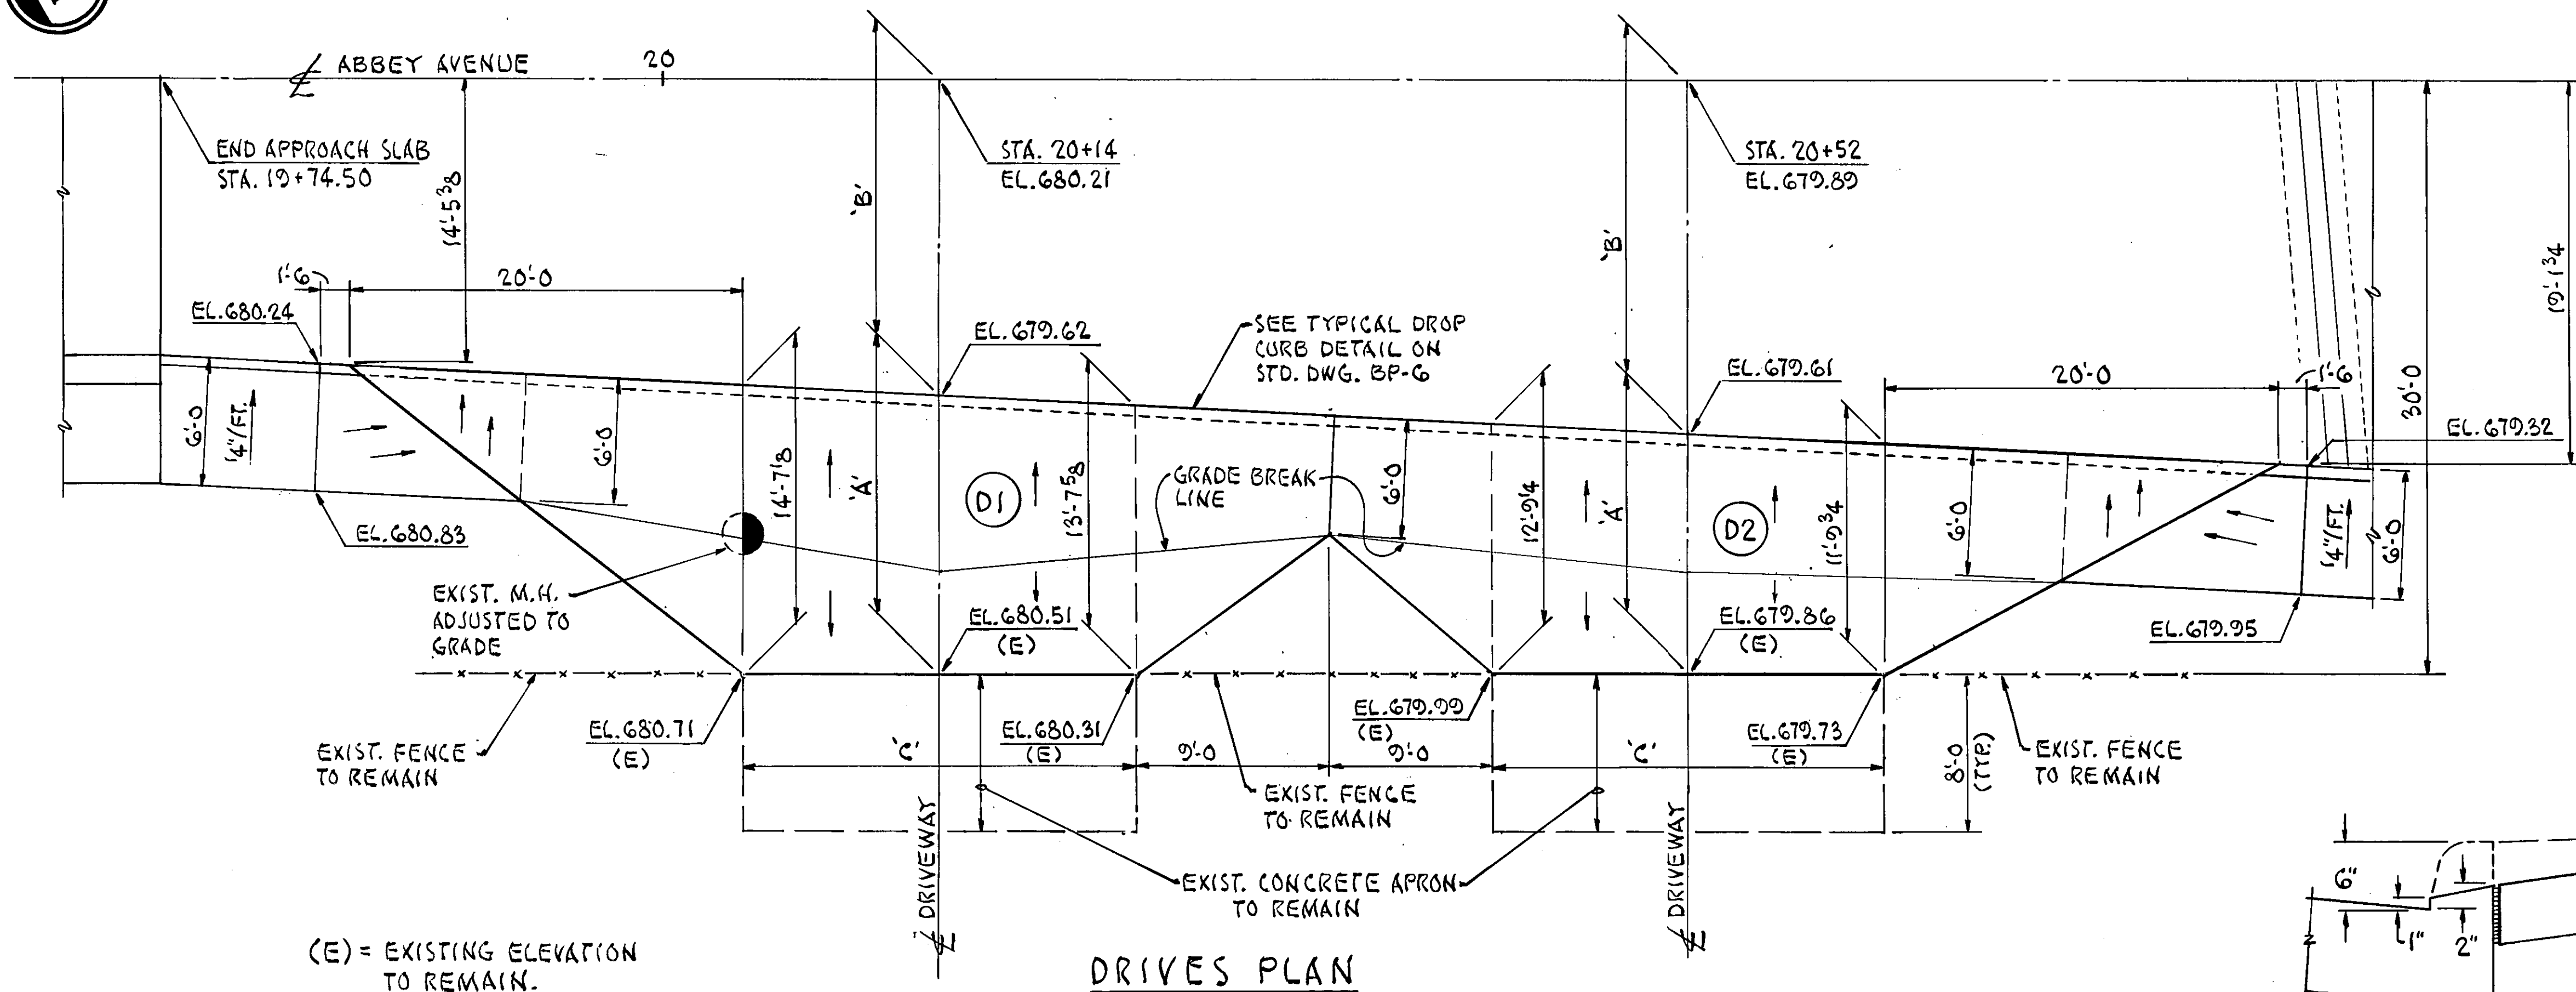 ℄ ABBEY AVENUE
20
END APPROACH SLAB
STA. 19+74.50
14'-5 3/8
'B'
STA. 20+14
EL. 680.21
'B'
STA. 20+52
EL. 679.89
19'-1 3/4
30'-0
1'-6
20'-0
EL. 680.24
EL. 679.62
SEE TYPICAL DROP
CURB DETAIL ON
STD. DWG. BP-6
EL. 679.61
20'-0
1'-6
EL. 679.32
6'-0
1/4"/FT.
6'-0
14'-7 1/8
'A'
D1
13'-7 5/8
GRADE BREAK
LINE
6'-0
12'-9 1/4
'A'
D2
11'-9 3/4
6'-0
1/4"/FT.
6'-0
EL. 680.83
EXIST. M.H.
ADJUSTED TO
GRADE
EL. 680.51
(E)
EL. 679.86
(E)
EL. 679.95
EXIST. FENCE
TO REMAIN
EL. 680.71
(E)
'C'
EL. 680.31
(E)
9'-0
9'-0
EL. 679.99
(E)
'C'
EL. 679.73
(E)
8'-0
(TYP.)
EXIST. FENCE
TO REMAIN
EXIST. FENCE
TO REMAIN
℄ DRIVEWAY
EXIST. CONCRETE APRON
TO REMAIN
℄ DRIVEWAY
6"
1"
2"
(E) = EXISTING ELEVATION
TO REMAIN.
DRIVES PLAN